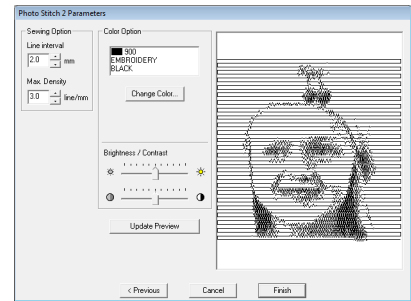 Photo Stitch 2 Parameters
Sewing Option
Line interval
2.0 mm
Max. Density
3.0 line/mm
Color Option
900
EMBROIDERY
BLACK
Change Color...
Brightness / Contrast
Update Preview
< Previous
Cancel
Finish